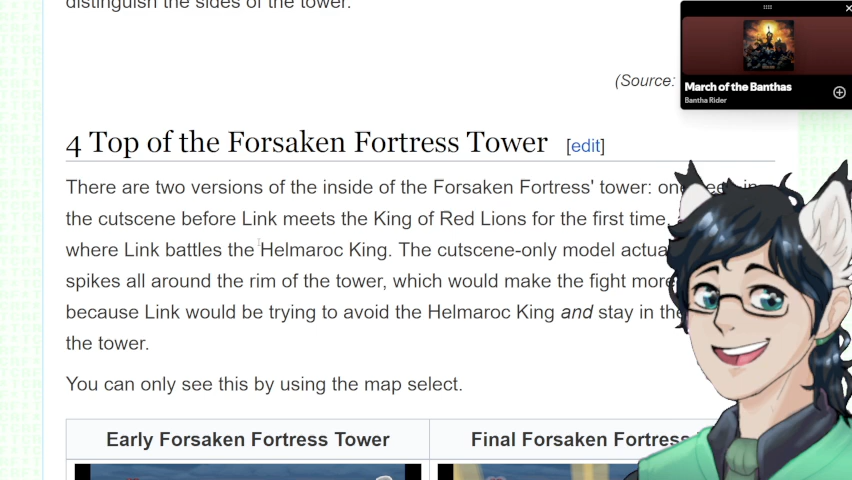 distinguish the sides of the tower.
(Source:
March of the Banthas
Bantha Rider
4 Top of the Forsaken Fortress Tower [edit]
There are two versions of the inside of the Forsaken Fortress' tower: one
the cutscene before Link meets the King of Red Lions for the first time,
where Link battles the Helmaroc King. The cutscene-only model
spikes all around the rim of the tower, which would make the fight more
because Link would be trying to avoid the Helmaroc King and stay in the
the tower.
You can only see this by using the map select.
Early Forsaken Fortress Tower
Final Forsaken Fortress